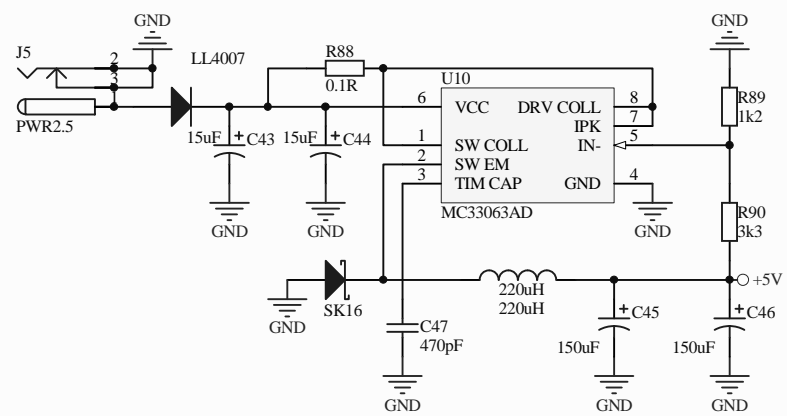 GND
GND
J5
2
LL4007
R88
3
0.1R
U10
PWR2.5
6
VCC
DRV COLL
8
R89
1k2
IPK
7
15uF
C43
15uF
C44
1
SW COLL
IN-
5
2
SW EM
3
TIM CAP
GND
4
MC33063AD
R90
3k3
GND
GND
GND
+5V
220uH
220uH
GND
SK16
C47
470pF
C45
150uF
C46
150uF
GND
GND
GND